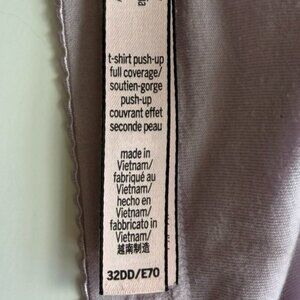 t-shirt push-up
full coverage/
soutien-gorge
push-up
couvrant effet
seconde peau
made in
Vietnam/
fabriqué au
Vietnam/
hecho en
Vietnam/
fabbricato in
Vietnam/
越南制造
32DD/E70